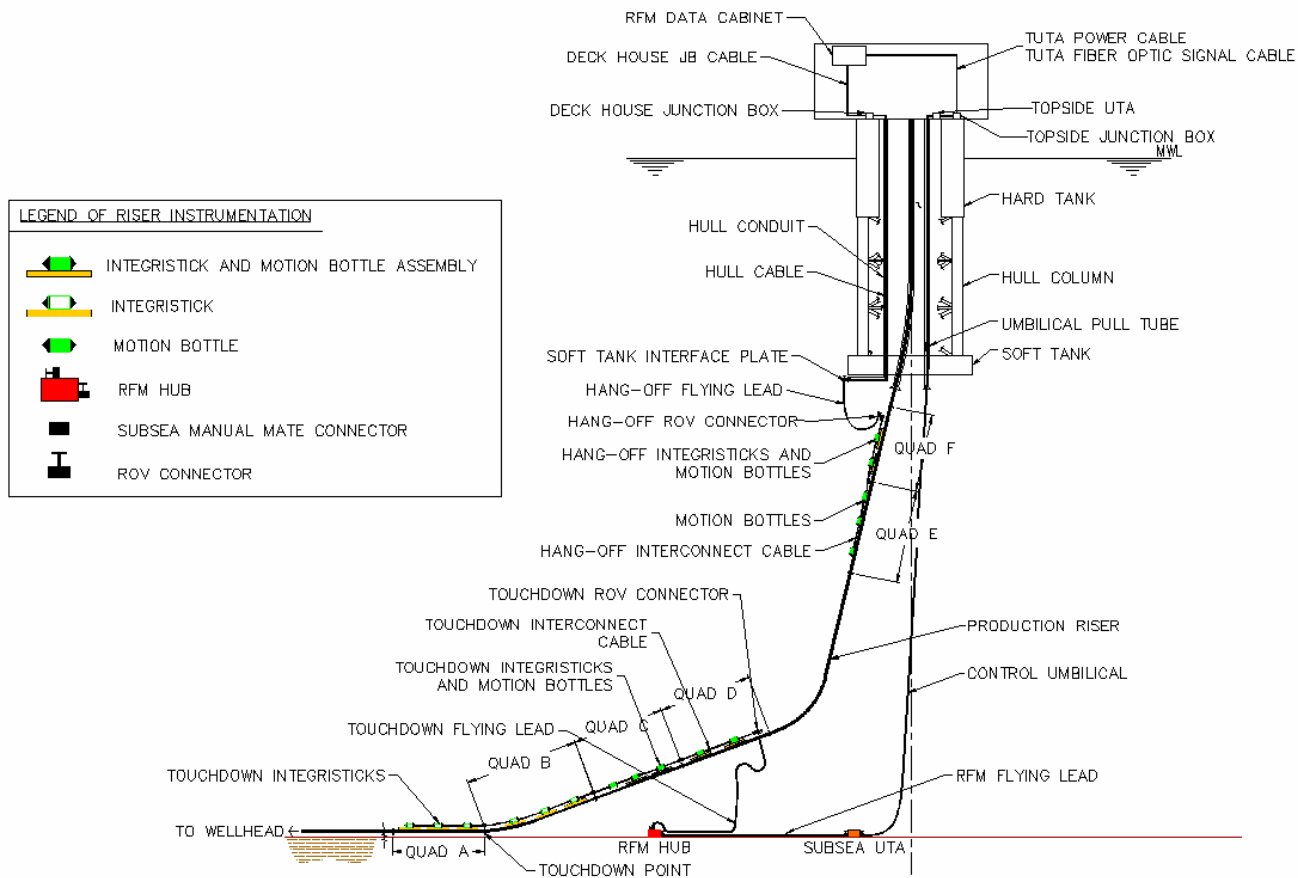 RFM DATA CABINET
TUTA POWER CABLE
TUTA FIBER OPTIC SIGNAL CABLE
DECK HOUSE JB CABLE
DECK HOUSE JUNCTION BOX
TOPSIDE UTA
TOPSIDE JUNCTION BOX
MWL
LEGEND OF RISER INSTRUMENTATION
INTEGRISTICK AND MOTION BOTTLE ASSEMBLY
INTEGRISTICK
MOTION BOTTLE
RFM HUB
SUBSEA MANUAL MATE CONNECTOR
ROV CONNECTOR
HARD TANK
HULL CONDUIT
HULL CABLE
HULL COLUMN
UMBILICAL PULL TUBE
SOFT TANK INTERFACE PLATE
SOFT TANK
HANG-OFF FLYING LEAD
HANG-OFF ROV CONNECTOR
QUAD F
HANG-OFF INTEGRISTICKS AND
MOTION BOTTLES
MOTION BOTTLES
QUAD E
HANG-OFF INTERCONNECT CABLE
TOUCHDOWN ROV CONNECTOR
TOUCHDOWN INTERCONNECT
CABLE
PRODUCTION RISER
TOUCHDOWN INTEGRISTICKS
AND MOTION BOTTLES
CONTROL UMBILICAL
QUAD D
QUAD C
TOUCHDOWN FLYING LEAD
QUAD B
TOUCHDOWN INTEGRISTICKS
RFM FLYING LEAD
TO WELLHEAD
QUAD A
RFM HUB
SUBSEA UTA
TOUCHDOWN POINT